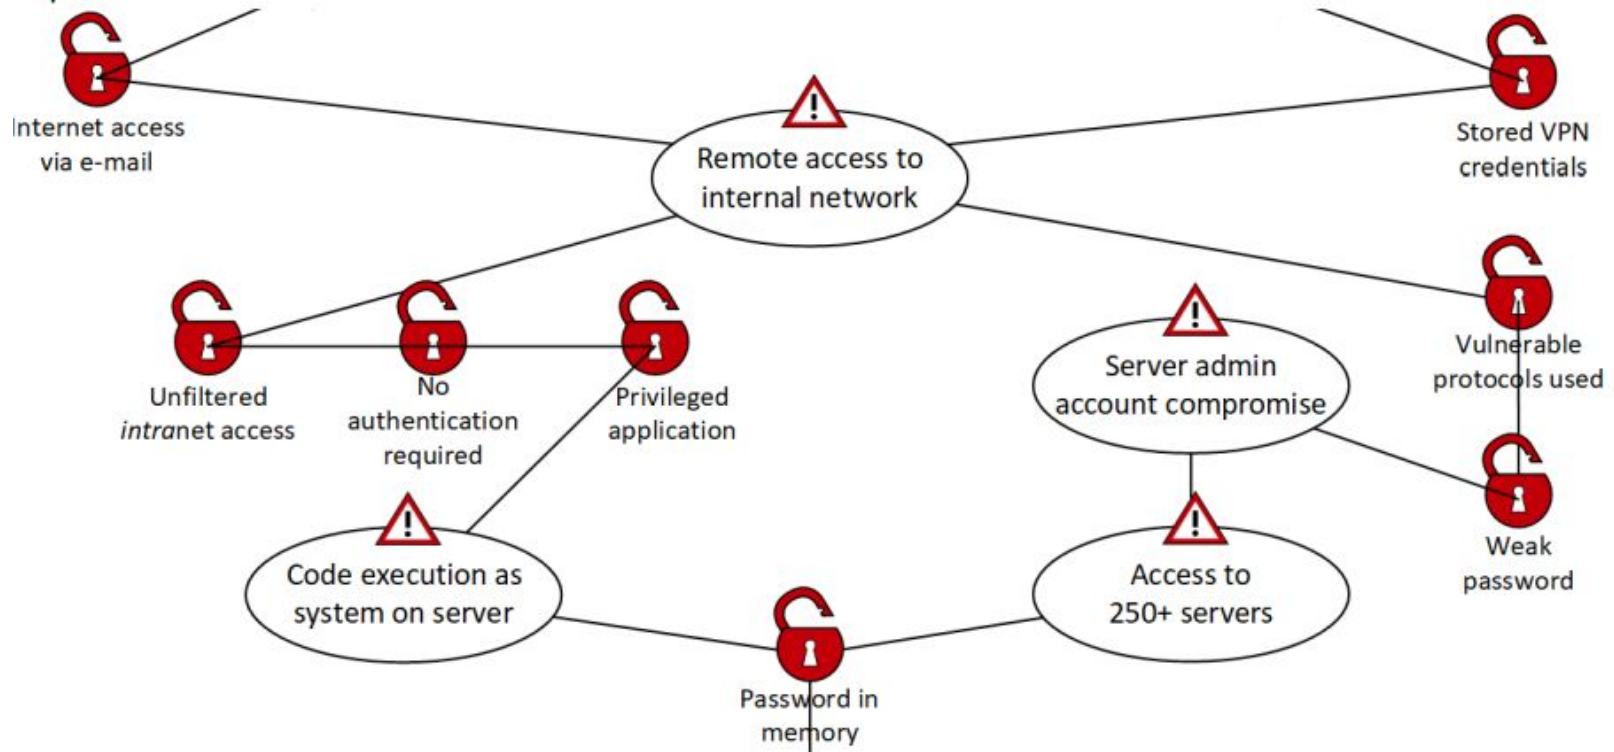 Internet access
via e-mail
Stored VPN
credentials
Remote access to
internal network
Unfiltered
intranet access
No
authentication
required
Privileged
application
Server admin
account compromise
Vulnerable
protocols used
Code execution as
system on server
Access to
250+ servers
Weak
password
Password in
memory